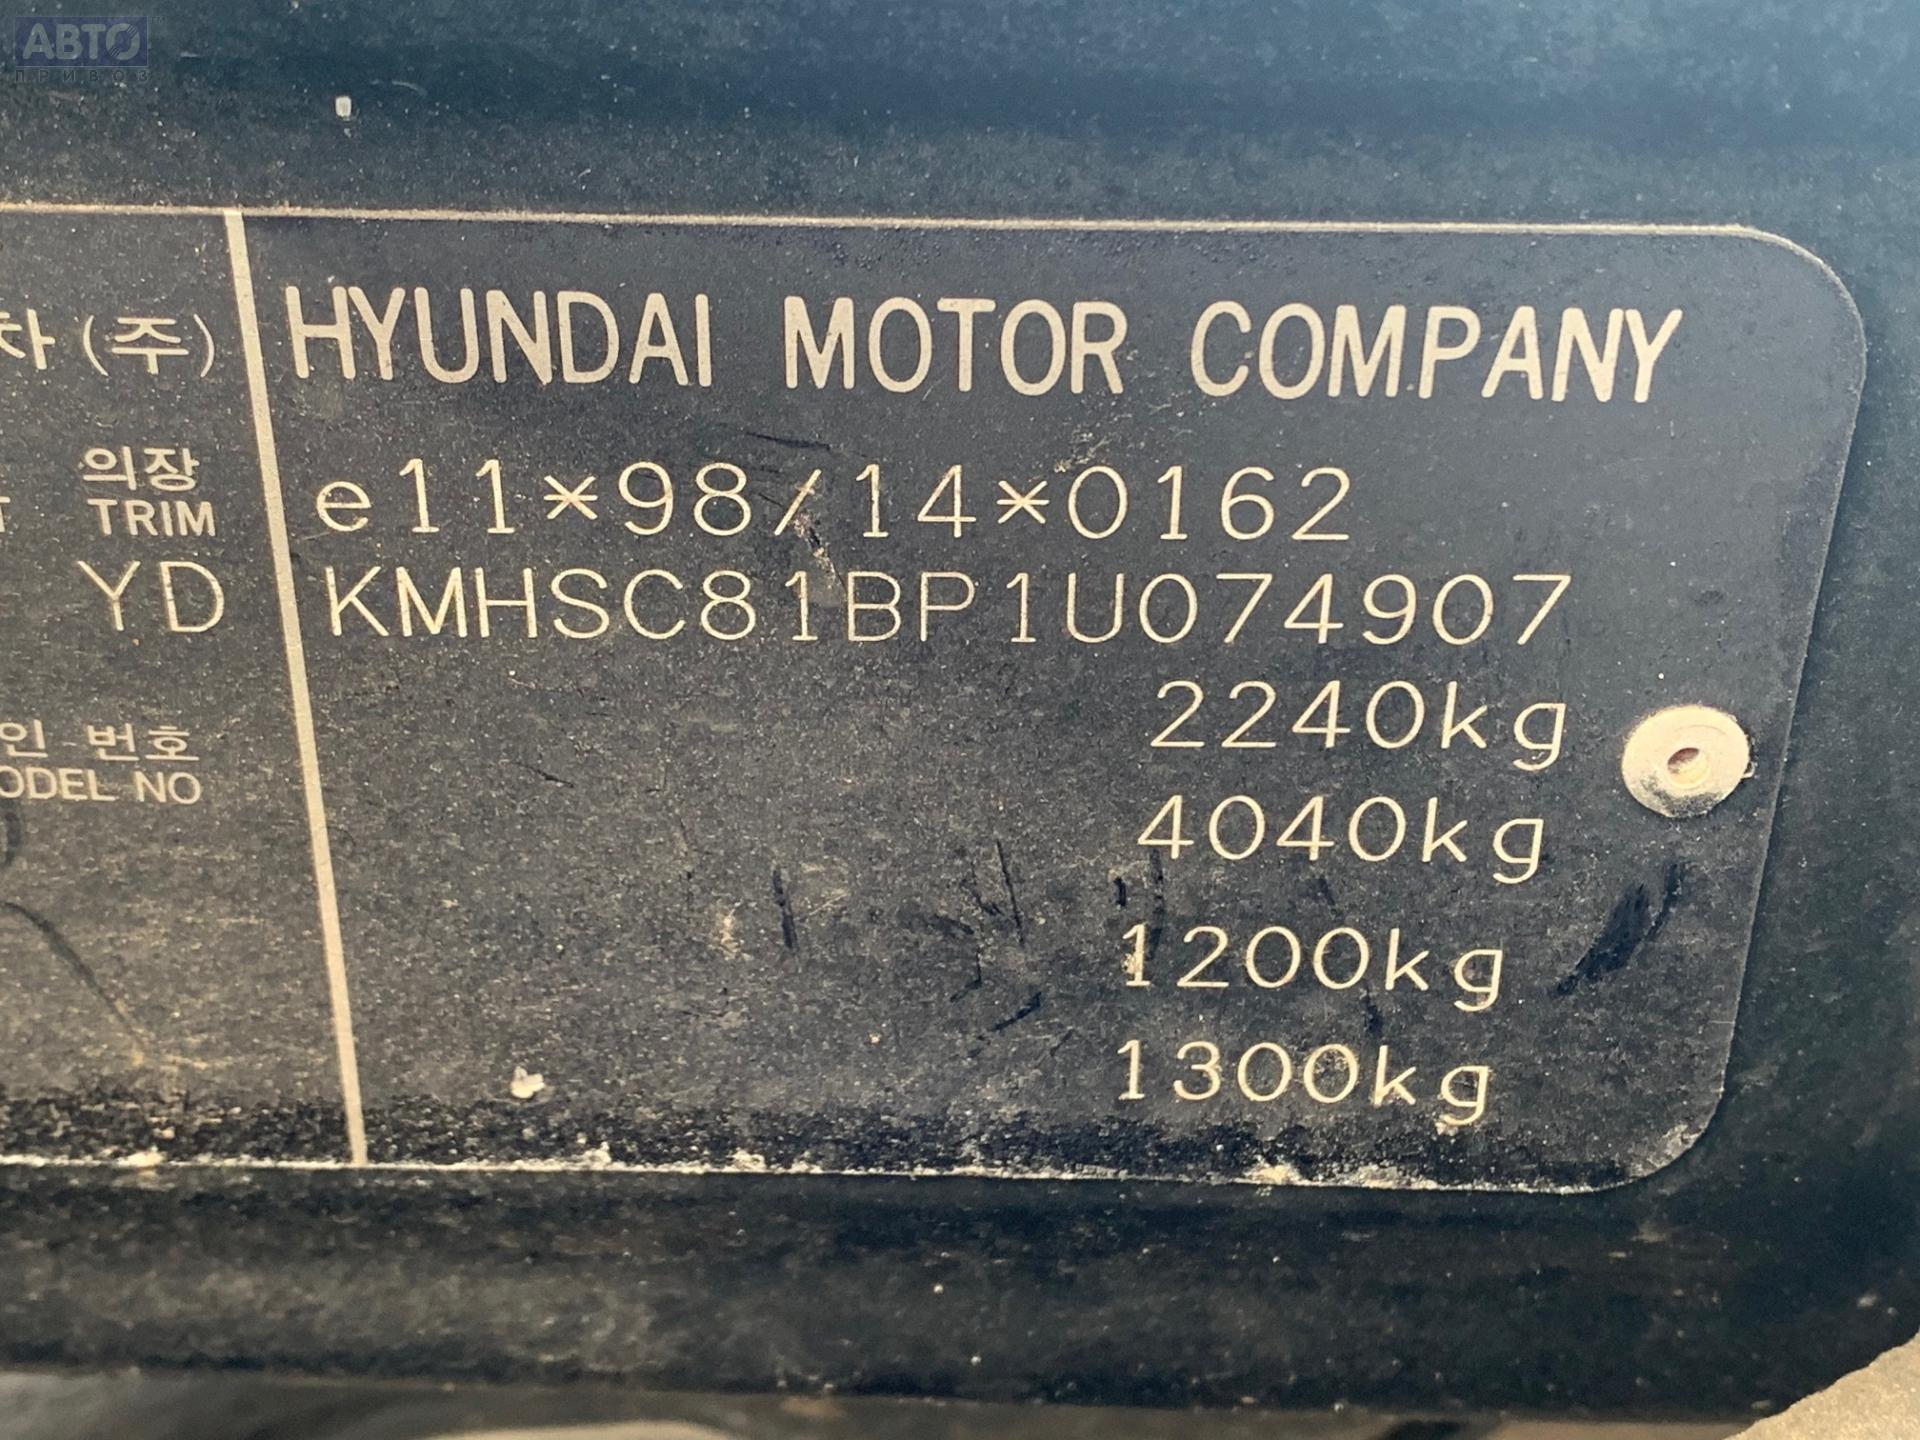 АВТО
ПРИВОЗ
차(주) HYUNDAI MOTOR COMPANY
의장
TRIM
e11*98/14*0162
YD KMHSC81BP1U074907
2240kg
인 번호
ODEL NO
4040kg
1200kg
1300kg